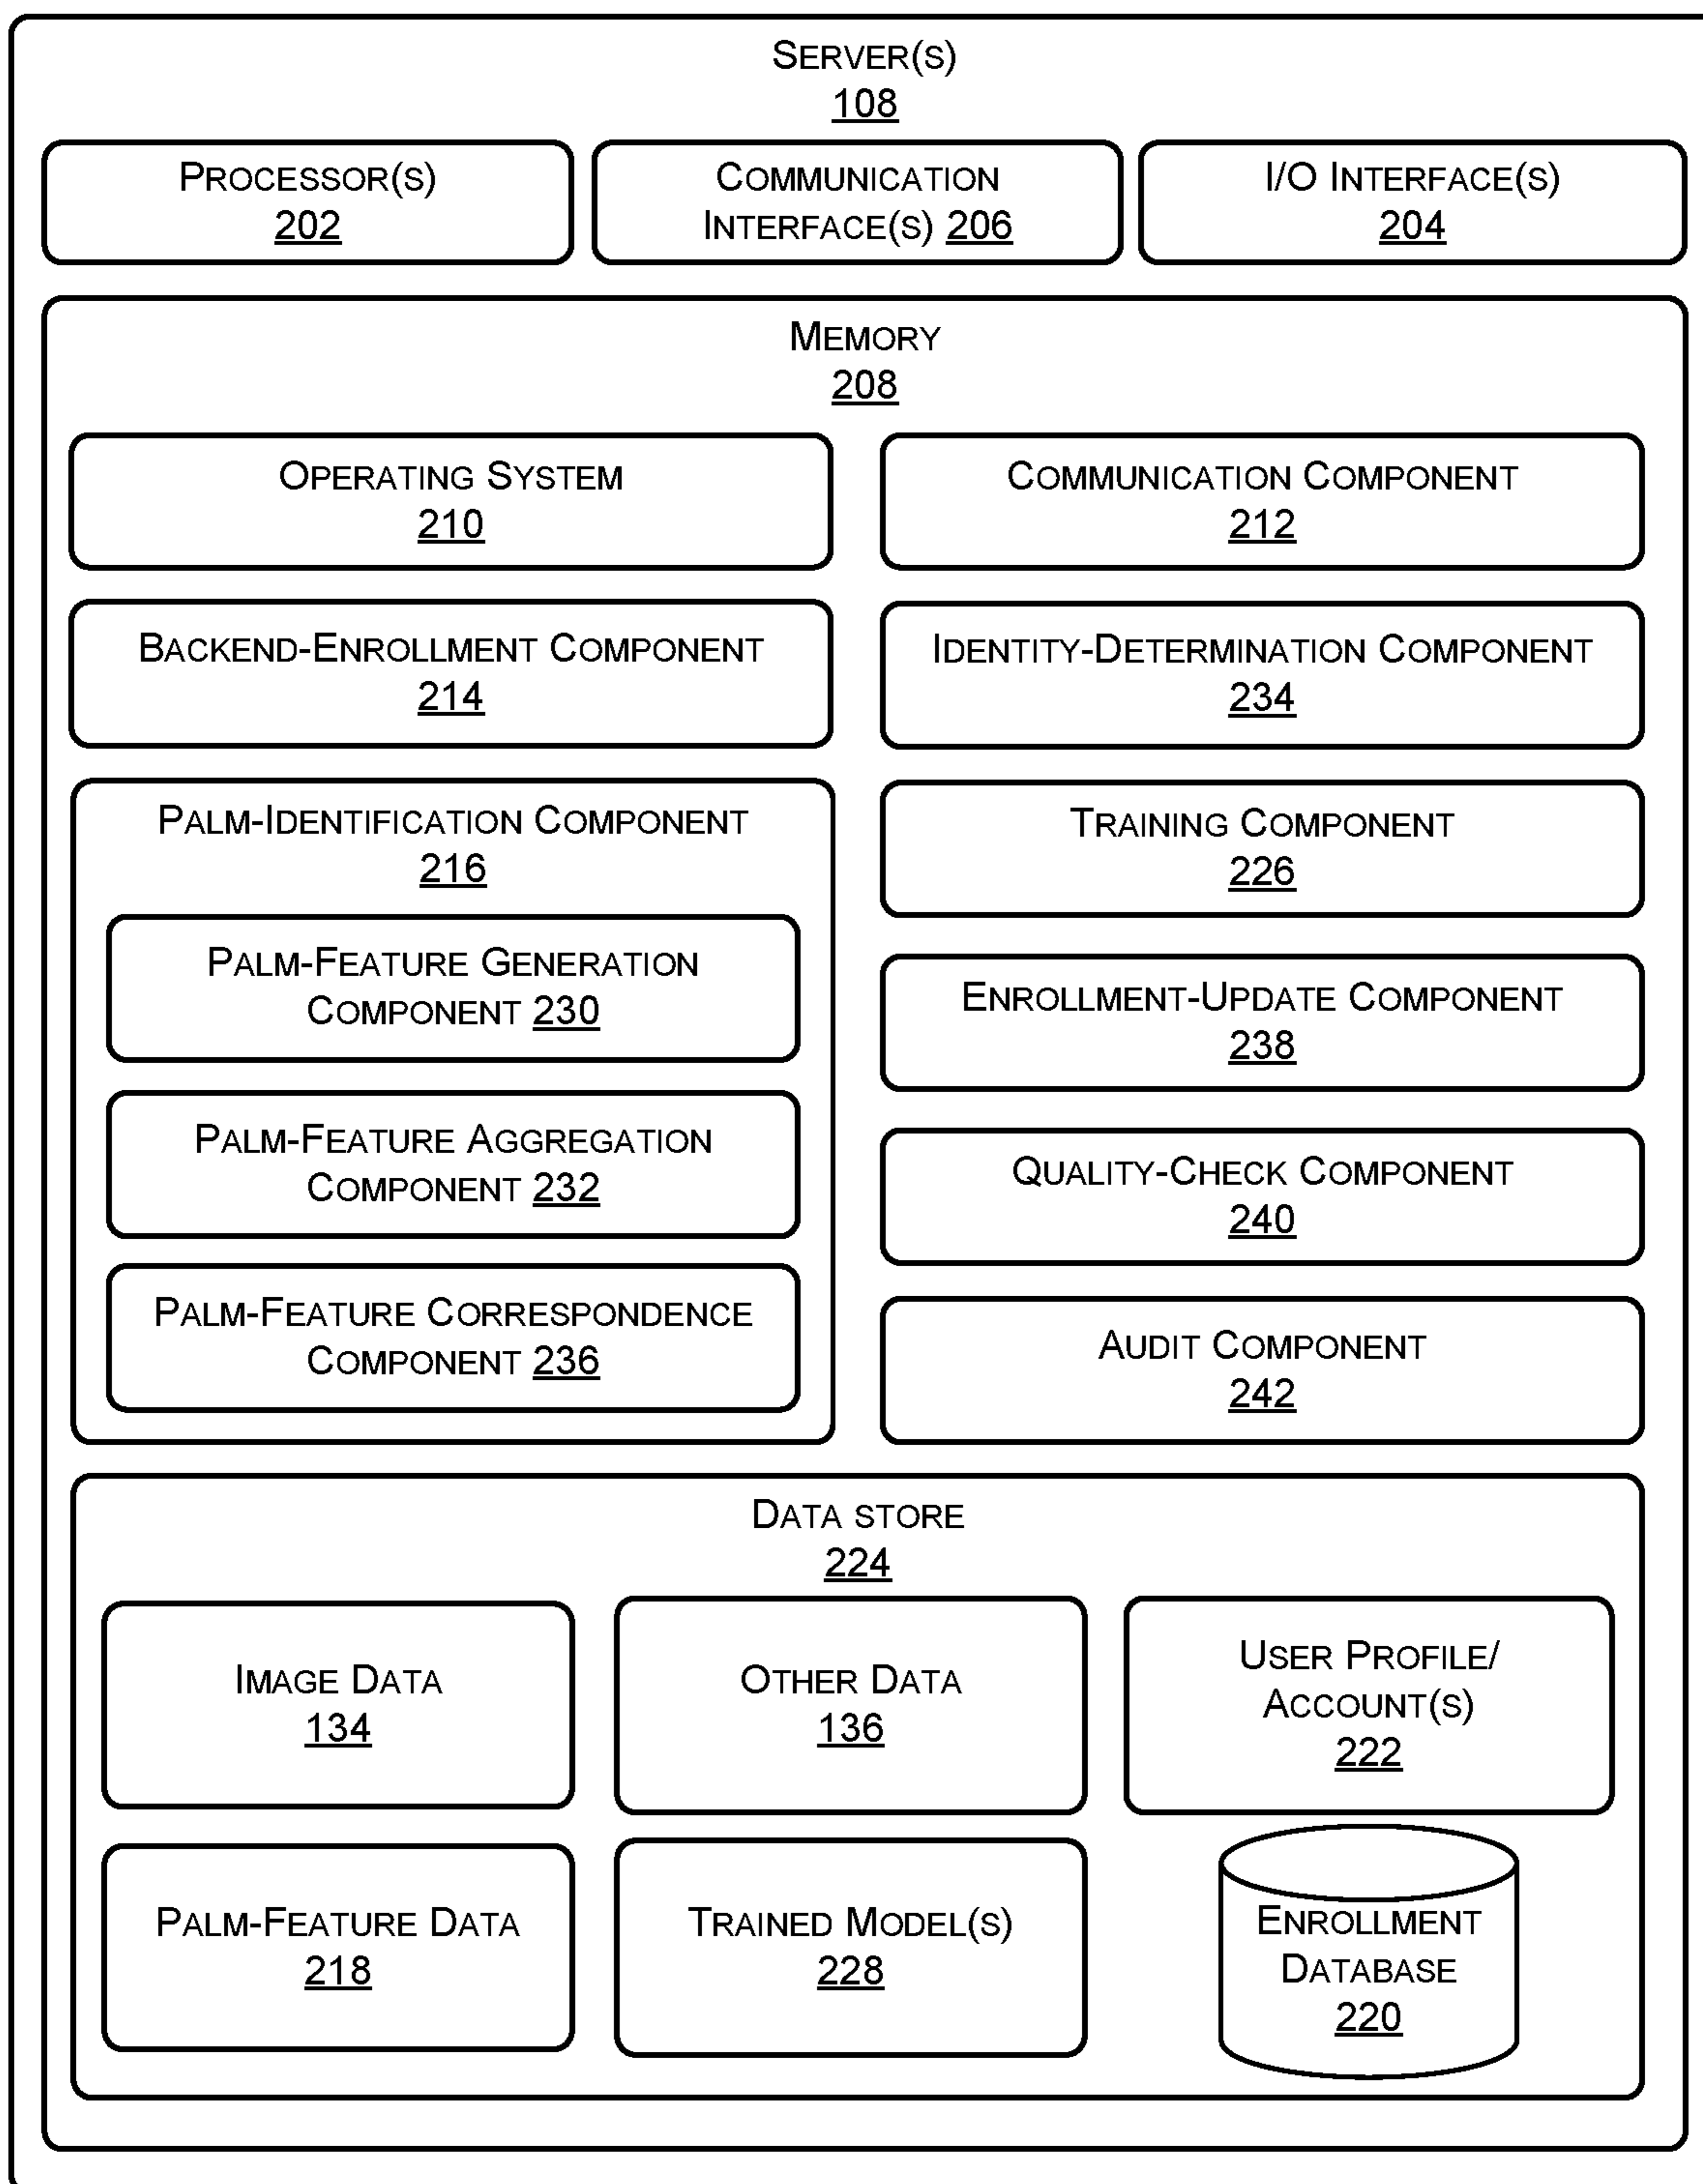 SERVER(S)
108
PROCESSOR(S)
202
COMMUNICATION
INTERFACE(S) 206
I/O INTERFACE(S)
204
MEMORY
208
OPERATING SYSTEM
210
COMMUNICATION COMPONENT
212
BACKEND-ENROLLMENT COMPONENT
214
IDENTITY-DETERMINATION COMPONENT
234
PALM-IDENTIFICATION COMPONENT
216
PALM-FEATURE GENERATION
COMPONENT 230
PALM-FEATURE AGGREGATION
COMPONENT 232
PALM-FEATURE CORRESPONDENCE
COMPONENT 236
TRAINING COMPONENT
226
ENROLLMENT-UPDATE COMPONENT
238
QUALITY-CHECK COMPONENT
240
AUDIT COMPONENT
242
DATA STORE
224
IMAGE DATA
134
OTHER DATA
136
USER PROFILE/
ACCOUNT(S)
222
PALM-FEATURE DATA
218
TRAINED MODEL(S)
228
ENROLLMENT
DATABASE
220